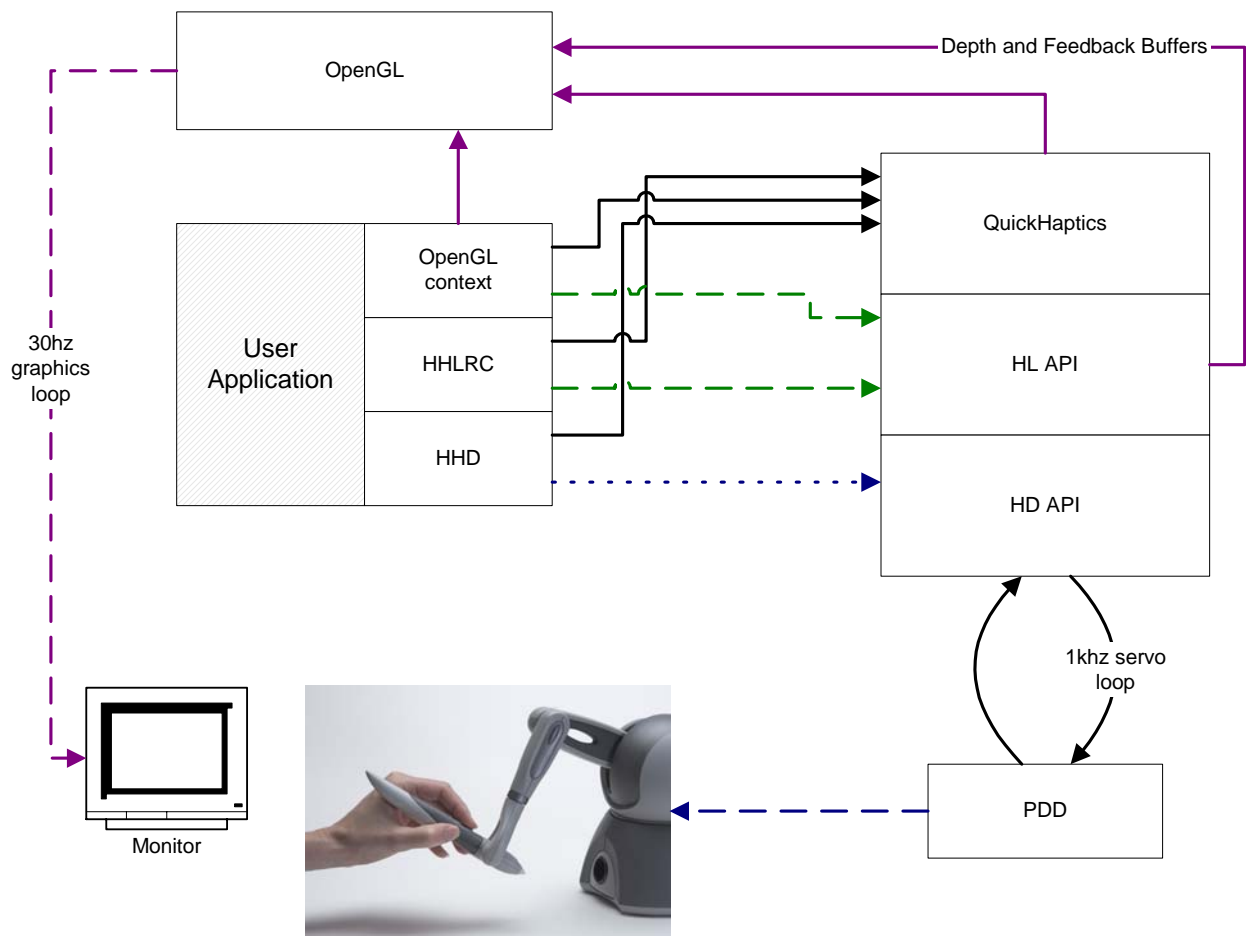 OpenGL
Depth and Feedback Buffers
OpenGL
context
QuickHaptics
User
Application
HHLRC
HL API
HHD
HD API
30hz
graphics
loop
1khz servo
loop
PDD
Monitor